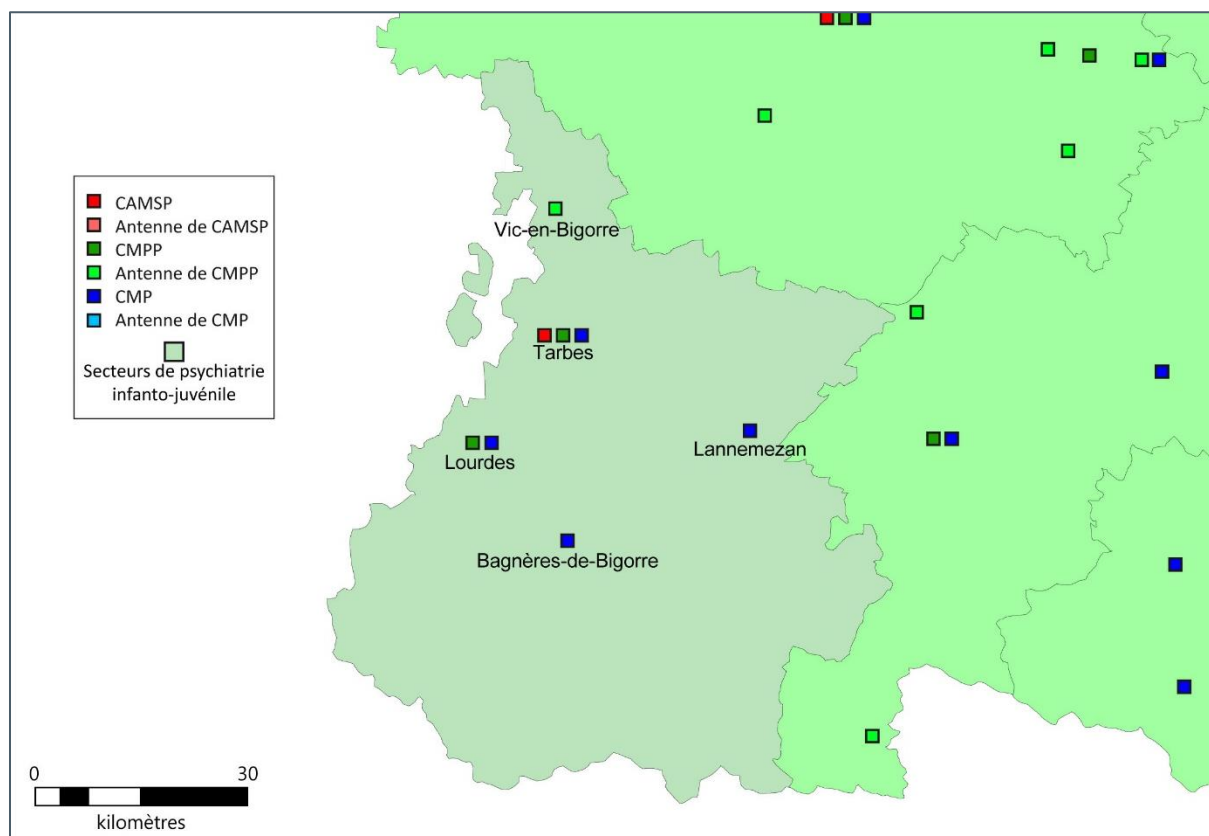 CAMSP
Antenne de CAMSP
CMPP
Antenne de CMPP
CMP
Antenne de CMP
Secteurs de psychiatrie
infanto-juvénile
Vic-en-Bigorre
Tarbes
Lourdes
Lannemezan
Bagnères-de-Bigorre
0 30
kilomètres